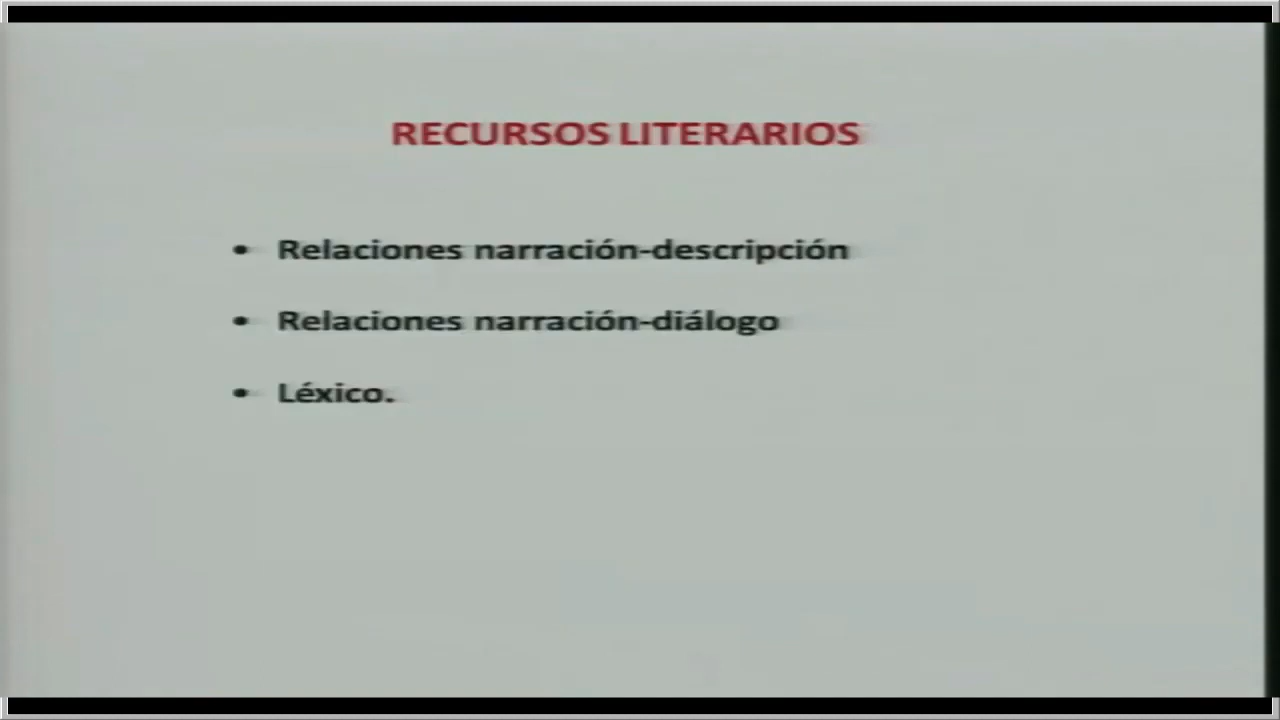 RECURSOS LITERARIOS
• Relaciones narración-descripción
• Relaciones narración-diálogo
• Léxico.